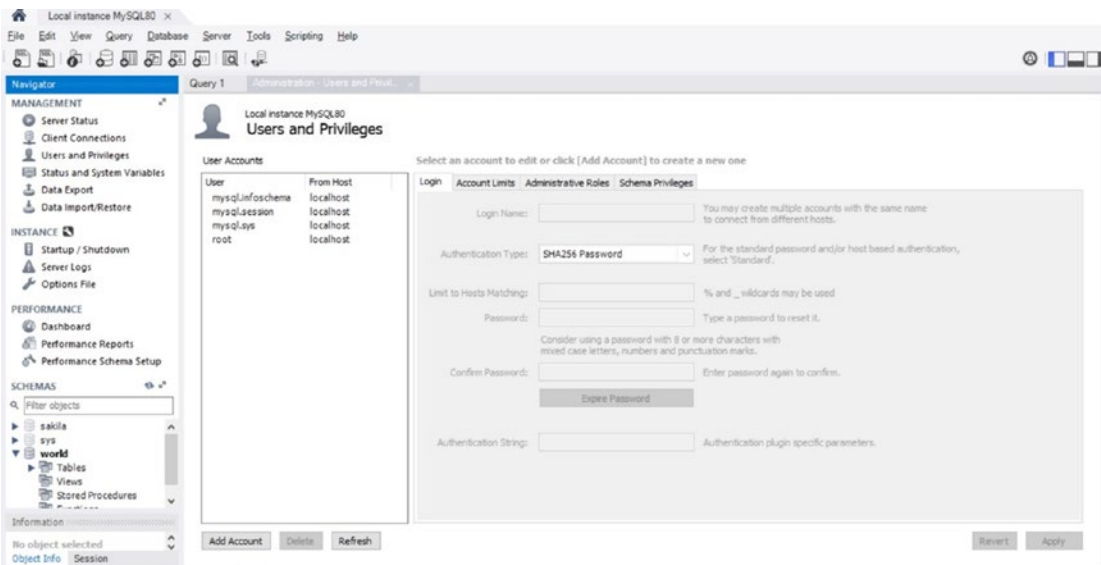 Local instance MySQL80 ×
File Edit View Query Database Server Tools Scripting Help
Navigator
Query 1
Administration - Users and Privil...
MANAGEMENT
Server Status
Client Connections
Users and Privileges
Status and System Variables
Data Export
Data Import/Restore
INSTANCE
Startup / Shutdown
Server Logs
Options File
PERFORMANCE
Dashboard
Performance Reports
Performance Schema Setup
SCHEMAS
Filter objects
sakila
sys
world
Tables
Views
Stored Procedures
Functions
Information
No object selected
Object Info Session
Local instance MySQL80
Users and Privileges
User Accounts
User From Host
mysql.infoschema localhost
mysql.session localhost
mysql.sys localhost
root localhost
Add Account Delete Refresh
Select an account to edit or click [Add Account] to create a new one
Login Account Limits Administrative Roles Schema Privileges
Login Name: You may create multiple accounts with the same name
to connect from different hosts.
Authentication Type: SHA256 Password For the standard password and/or host based authentication,
select 'Standard'.
Limit to Hosts Matching: % and _ wildcards may be used
Password: Type a password to reset it.
Consider using a password with 8 or more characters with
mixed case letters, numbers and punctuation marks.
Confirm Password: Enter password again to confirm.
Expire Password
Authentication String: Authentication plugin specific parameters.
Revert Apply